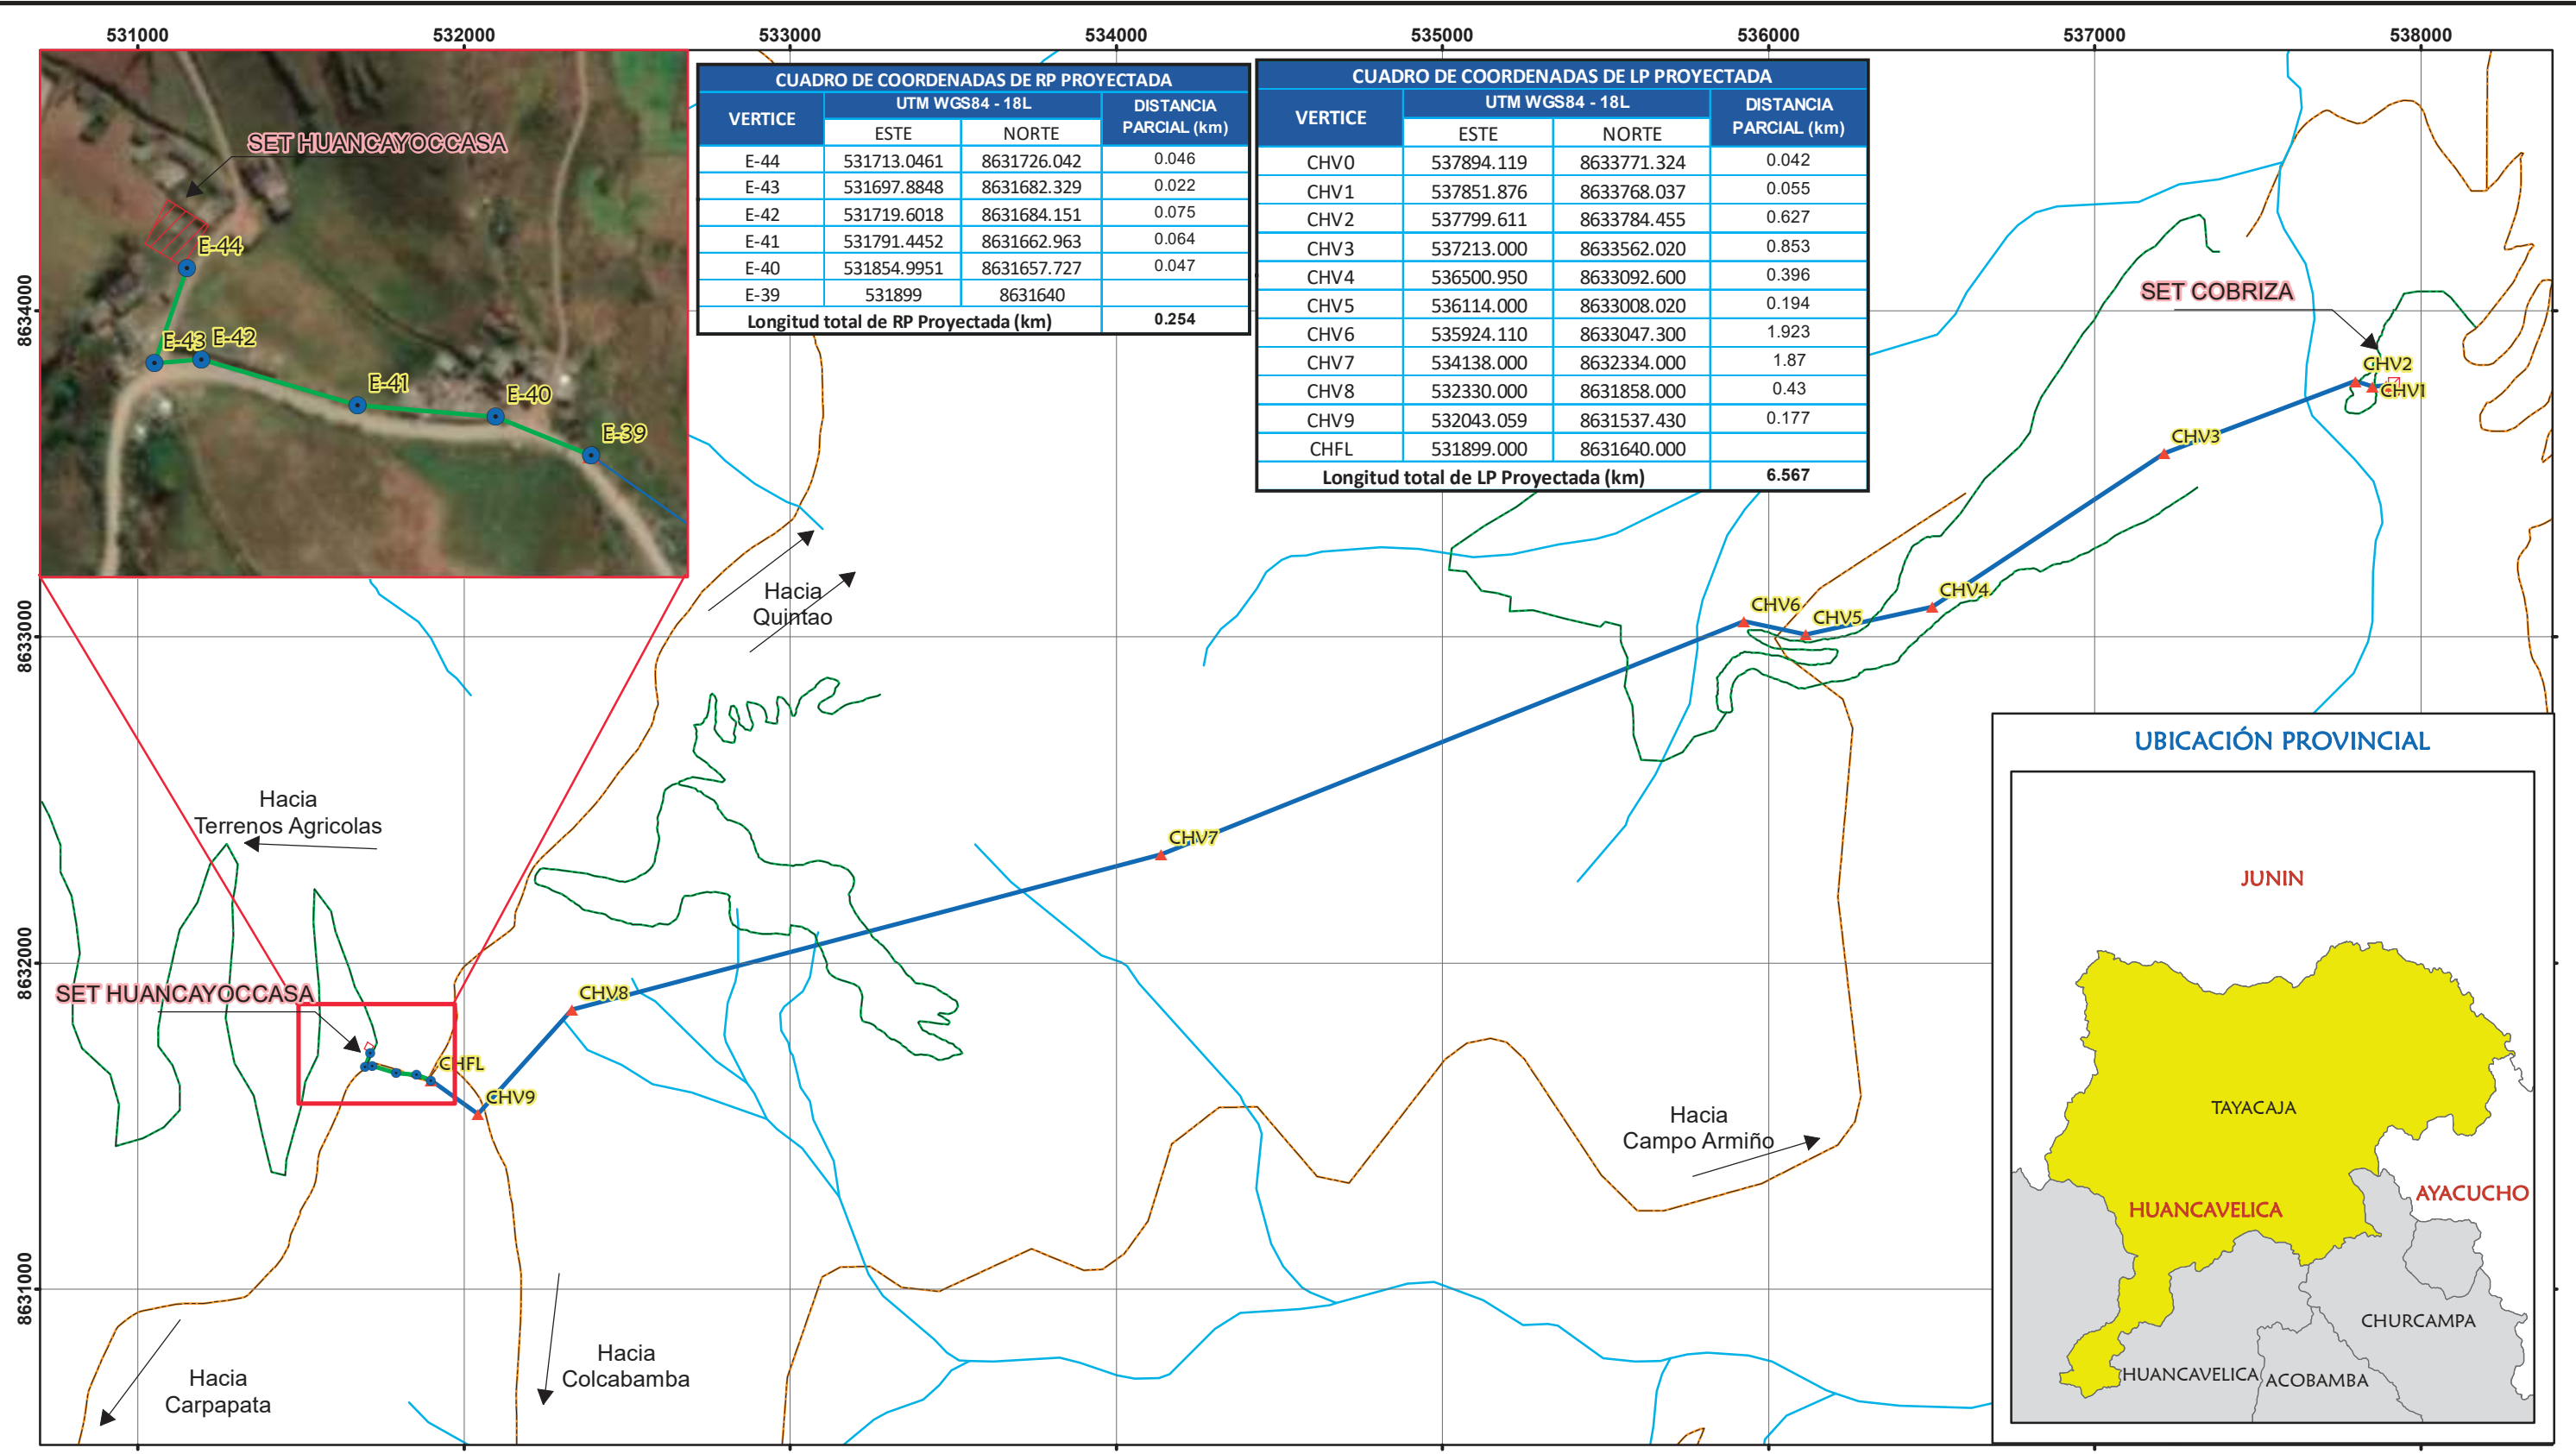 531000 532000 533000 534000 535000 536000 537000 538000
8634000
8633000
8632000
8631000
SET HUANCAYOCCASA
E-44
E-43 E-42
E-41
E-40
E-39
CUADRO DE COORDENADAS DE RP PROYECTADA
VERTICE UTM WGS84 - 18L DISTANCIA PARCIAL (km)
ESTE NORTE
E-44 531713.0461 8631726.042 0.046
E-43 531697.8848 8631682.329 0.022
E-42 531719.6018 8631684.151 0.075
E-41 531791.4452 8631662.963 0.064
E-40 531854.9951 8631657.727 0.047
E-39 531899 8631640
Longitud total de RP Proyectada (km) 0.254
CUADRO DE COORDENADAS DE LP PROYECTADA
VERTICE UTM WGS84 - 18L DISTANCIA PARCIAL (km)
ESTE NORTE
CHV0 537894.119 8633771.324 0.042
CHV1 537851.876 8633768.037 0.055
CHV2 537799.611 8633784.455 0.627
CHV3 537213.000 8633562.020 0.853
CHV4 536500.950 8633092.600 0.396
CHV5 536114.000 8633008.020 0.194
CHV6 535924.110 8633047.300 1.923
CHV7 534138.000 8632334.000 1.87
CHV8 532330.000 8631858.000 0.43
CHV9 532043.059 8631537.430 0.177
CHFL 531899.000 8631640.000
Longitud total de LP Proyectada (km) 6.567
SET COBRIZA
CHV2
CHV1
CHV3
CHV4
CHV5
CHV6
CHV7
CHV8
CHV9
CHFL
Hacia
Quintao
Hacia
Terrenos Agricolas
SET HUANCAYOCCASA
Hacia
Campo Armiño
Hacia
Colcabamba
Hacia
Carpapata
UBICACIÓN PROVINCIAL
JUNIN
TAYACAJA
AYACUCHO
HUANCAVELICA
CHURCAMPA
HUANCAVELICA
ACOBAMBA